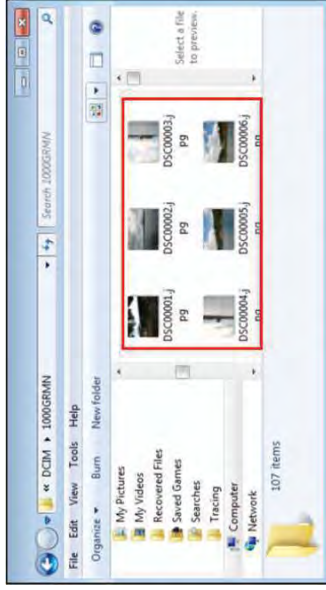 « DCIM ▸ 1000GRMN
Search 1000GRMN
File Edit View Tools Help
Organize Burn New folder
My Pictures
My Videos
Recovered Files
Saved Games
Searches
Tracing
Computer
Network
DSC00001.j
pg
DSC00002.j
pg
DSC00003.j
pg
DSC00004.j
pg
DSC00005.j
pg
DSC00006.j
pg
Select a file
to preview.
107 items